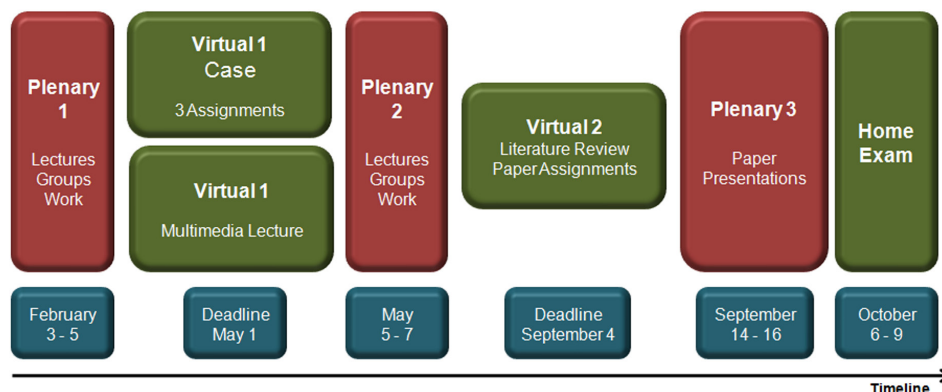 Plenary
1
Lectures
Groups
Work
Virtual 1
Case
3 Assignments
Virtual 1
Multimedia Lecture
Plenary
2
Lectures
Groups
Work
Virtual 2
Literature Review
Paper Assignments
Plenary 3
Paper
Presentations
Home
Exam
February
3 - 5
Deadline
May 1
May
5 - 7
Deadline
September 4
September
14 - 16
October
6 - 9
Timeline